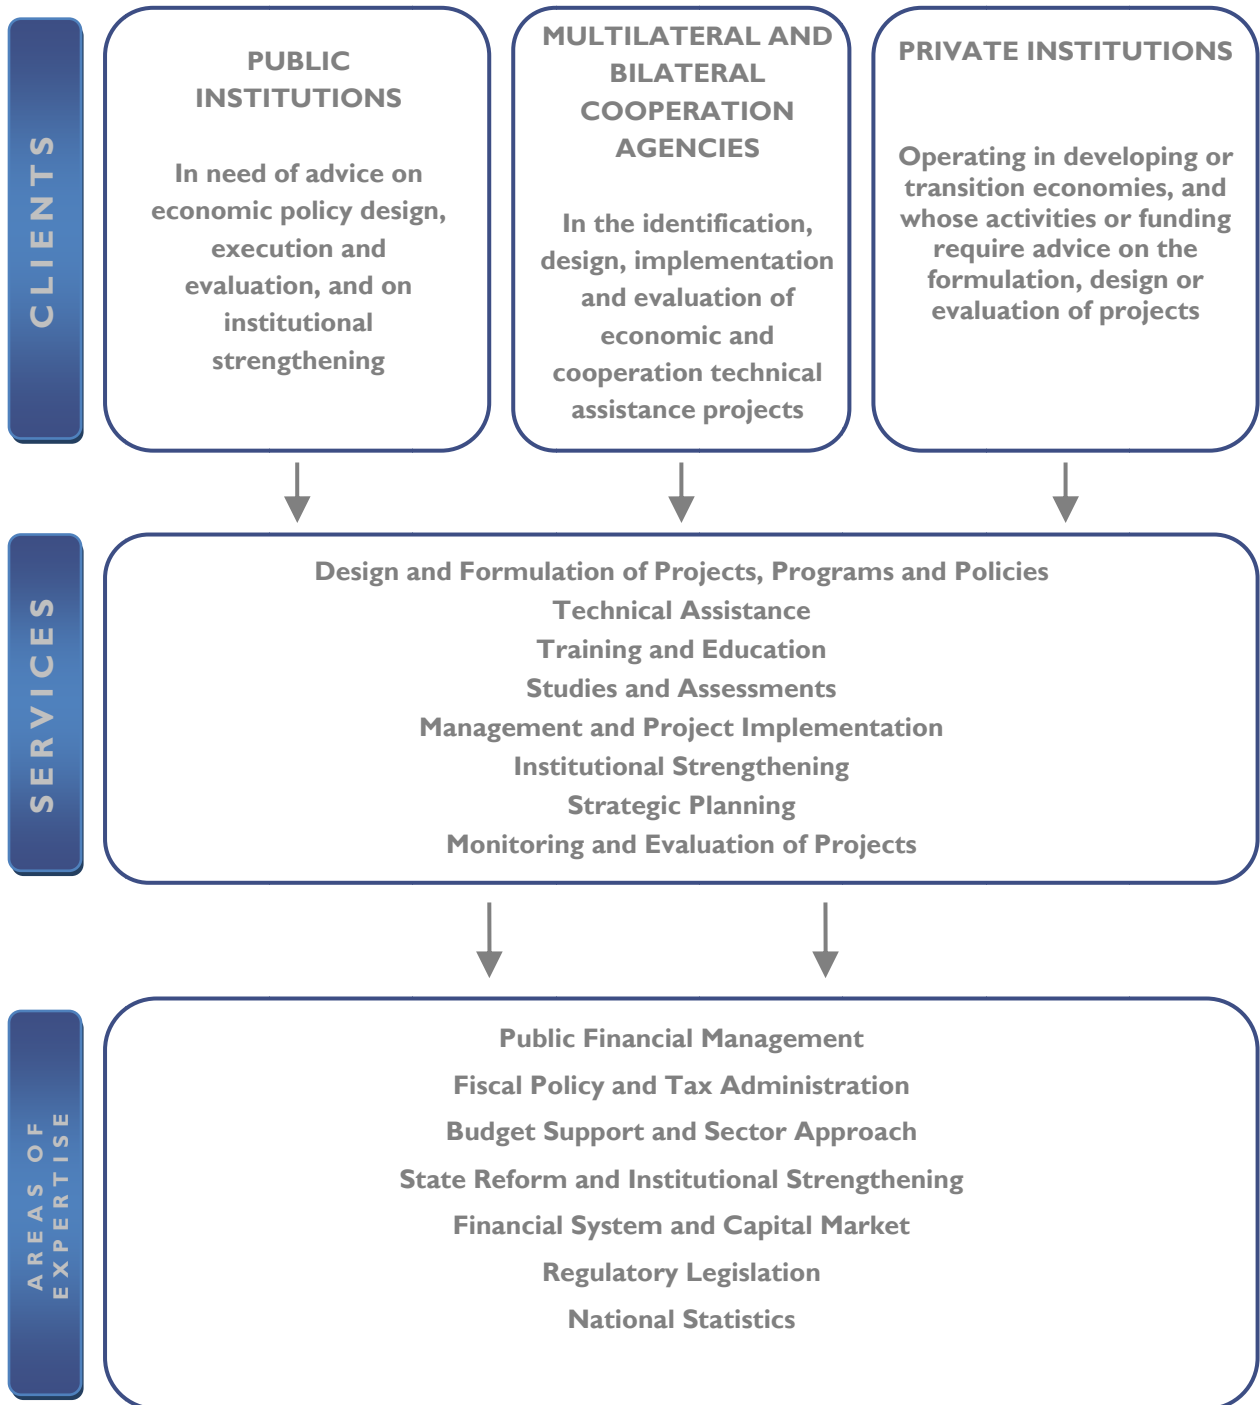 CLIENTS
PUBLIC
INSTITUTIONS
In need of advice on
economic policy design,
execution and
evaluation, and on
institutional
strengthening
MULTILATERAL AND
BILATERAL
COOPERATION
AGENCIES
In the identification,
design, implementation
and evaluation of
economic and
cooperation technical
assistance projects
PRIVATE INSTITUTIONS
Operating in developing or
transition economies, and
whose activities or funding
require advice on the
formulation, design or
evaluation of projects
SERVICES
Design and Formulation of Projects, Programs and Policies
Technical Assistance
Training and Education
Studies and Assessments
Management and Project Implementation
Institutional Strengthening
Strategic Planning
Monitoring and Evaluation of Projects
AREAS OF
EXPERTISE
Public Financial Management
Fiscal Policy and Tax Administration
Budget Support and Sector Approach
State Reform and Institutional Strengthening
Financial System and Capital Market
Regulatory Legislation
National Statistics